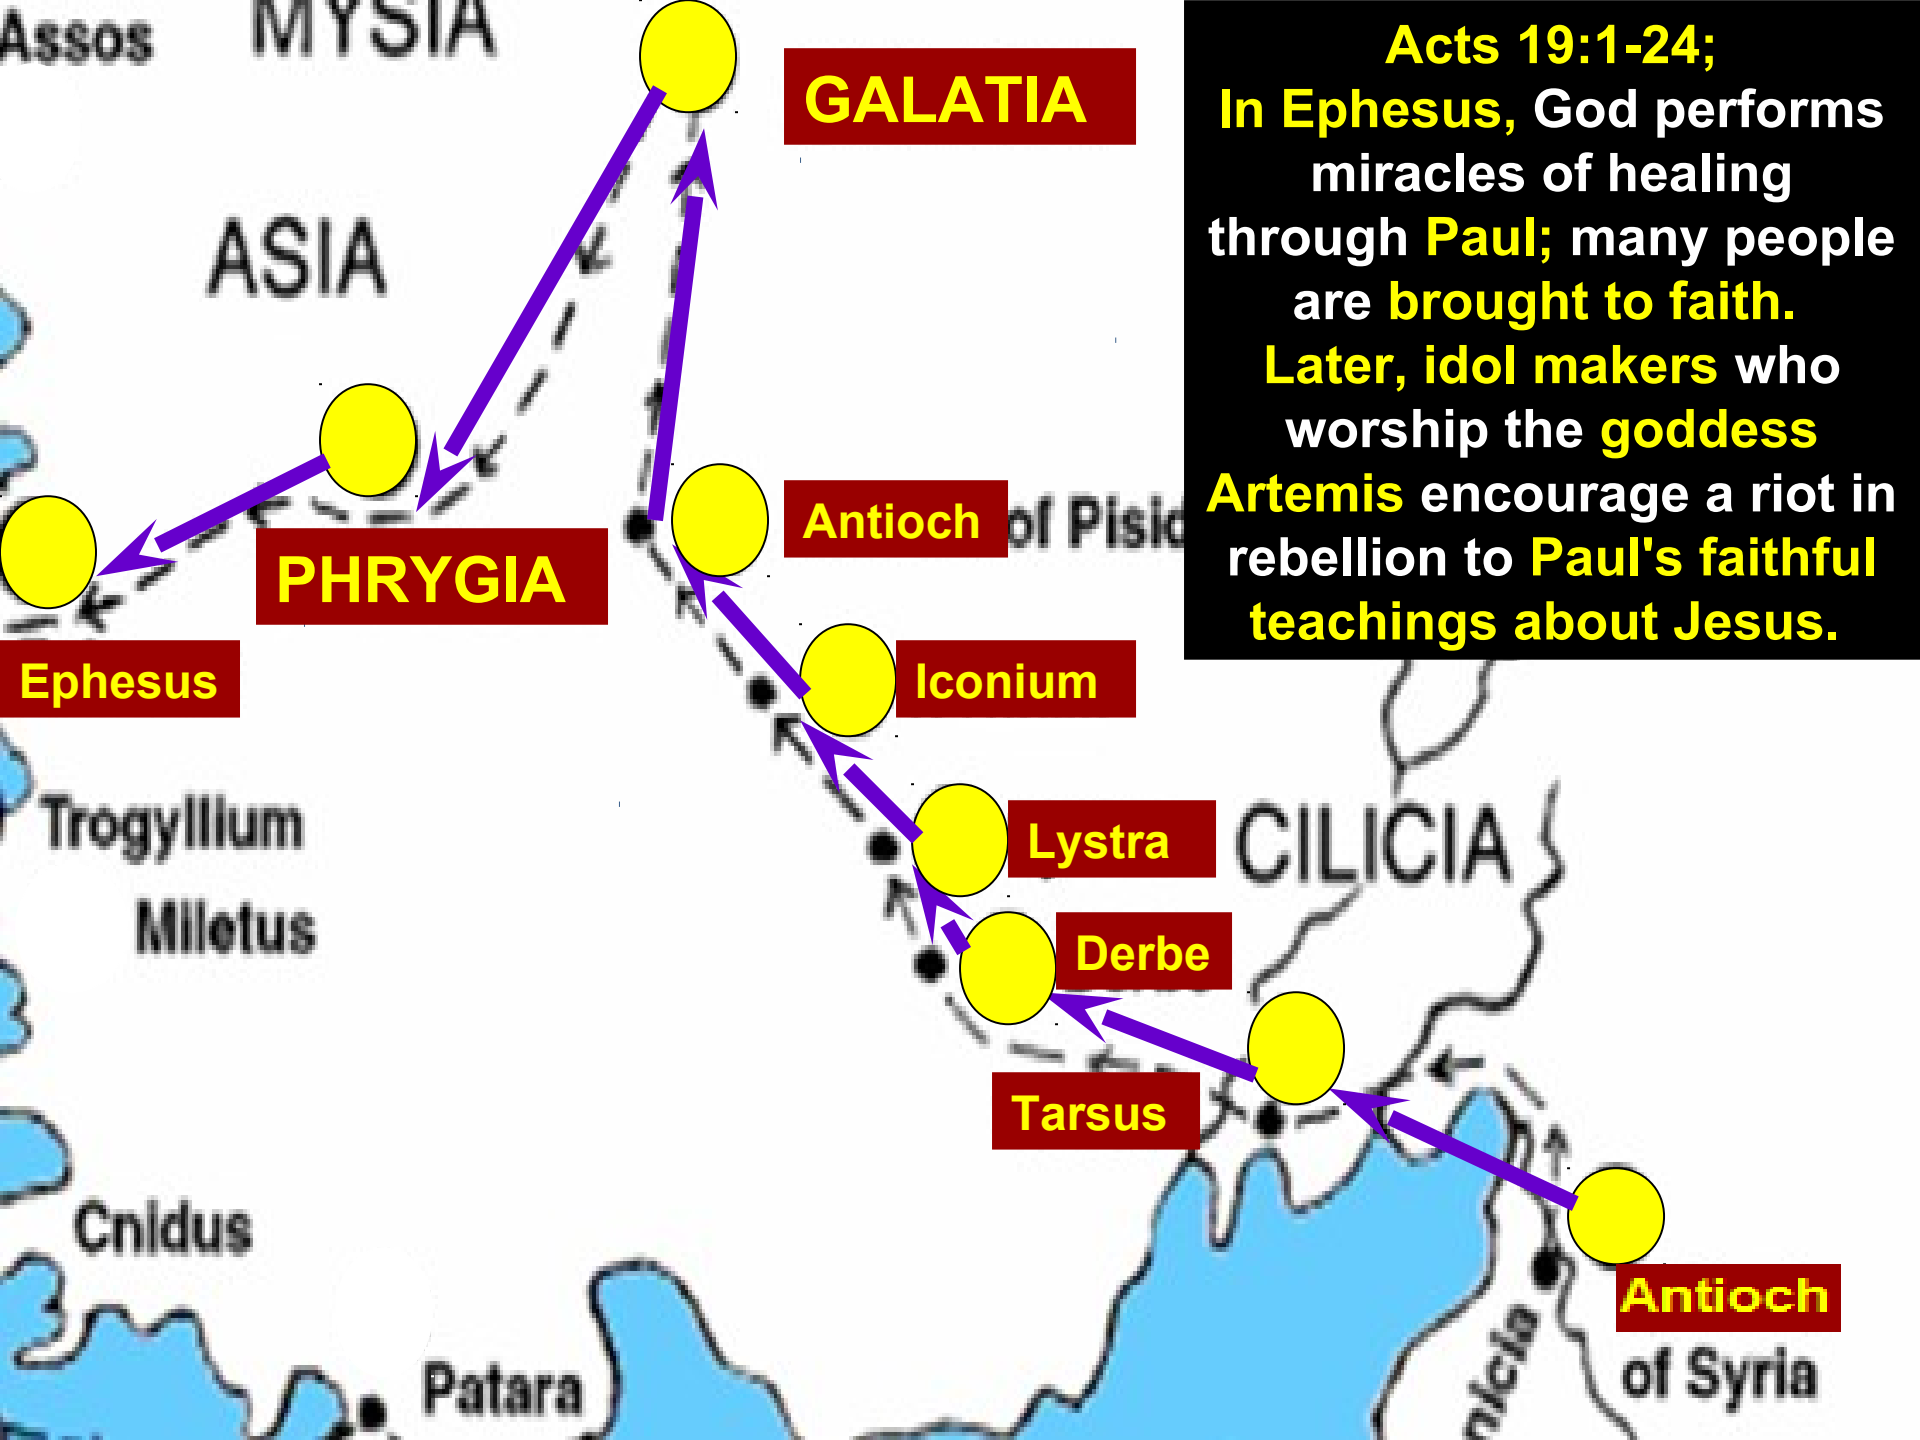 Assos
MYSIA
GALATIA
ASIA
Acts 19:1-24;
In Ephesus, God performs
miracles of healing
through Paul; many people
are brought to faith.
Later, idol makers who
worship the goddess
Artemis encourage a riot in
rebellion to Paul's faithful
teachings about Jesus.
Antioch of Pisid
PHRYGIA
Ephesus
Iconium
Trogyllium
Lystra
CILICIA
Miletus
Derbe
Tarsus
Cnidus
Antioch
of Syria
Patara
nicia